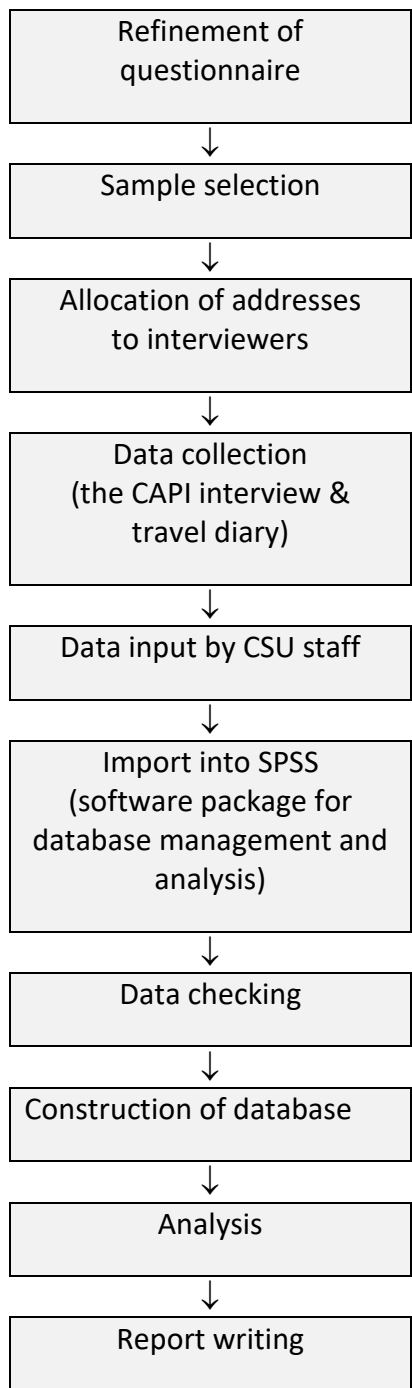 Refinement of
questionnaire
↓
Sample selection
↓
Allocation of addresses
to interviewers
↓
Data collection
(the CAPI interview &
travel diary)
↓
Data input by CSU staff
↓
Import into SPSS
(software package for
database management and
analysis)
↓
Data checking
↓
Construction of database
↓
Analysis
↓
Report writing